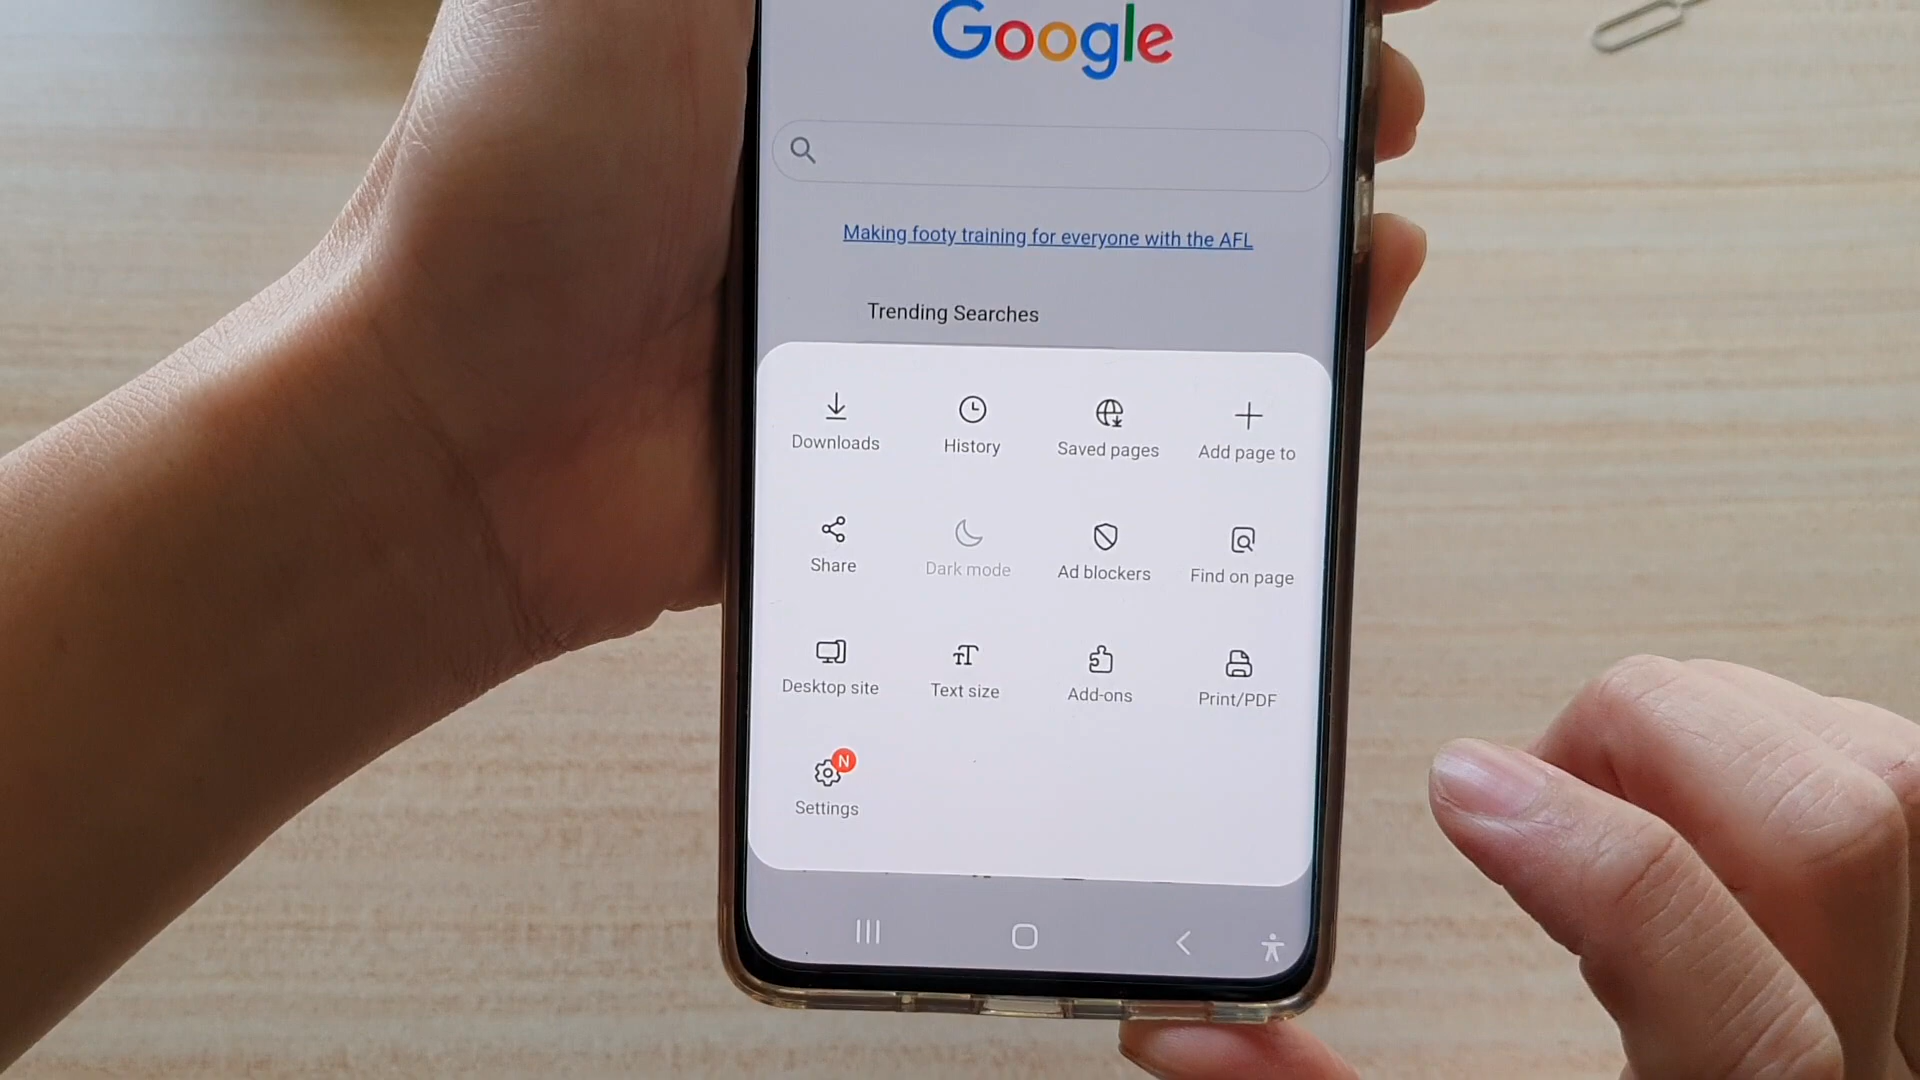 Google
Making footy training for everyone with the AFL
Trending Searches
Downloads
History
Saved pages
Add page to
Share
Dark mode
Ad blockers
Find on page
Desktop site
Text size
Add-ons
Print/PDF
N
Settings